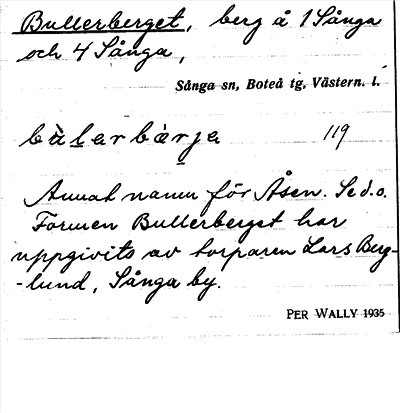 Bullerberget, berg å 1 Sånga
och 4 Sånga,
Sånga sn, Boteå tg, Västern. l.
bùlarbàrja 119
Annat namn för Åsen. Se d.o.
Formen Bullerberget har
uppgivits av torparen Lars Berg-
-lund, Sånga by.
PER WALLY 1935